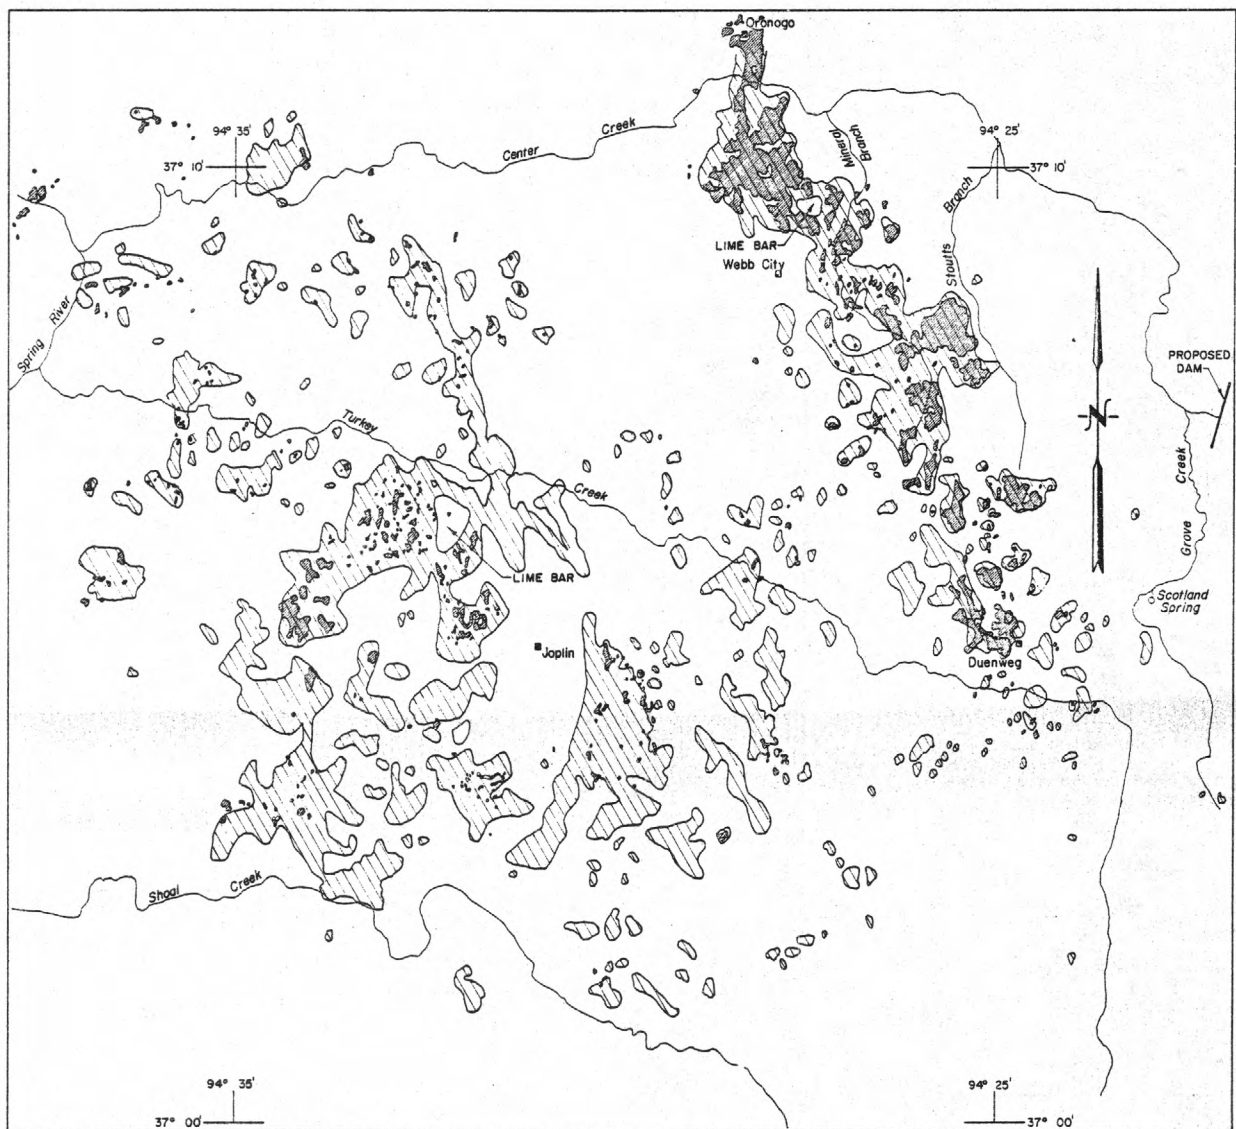 Oronogo
94° 35'
37° 10'
Center
Creek
Mineral
Branch
94° 25'
37° 10'
Branch
Stoutts
LIME BAR
Webb City
Spring
River
PROPOSED
DAM
N
Turkey
Creek
Creek
Grove
LIME BAR
Scotland
Spring
Joplin
Duenweg
Shoal
Creek
94° 35'
37° 00'
94° 25'
37° 00'